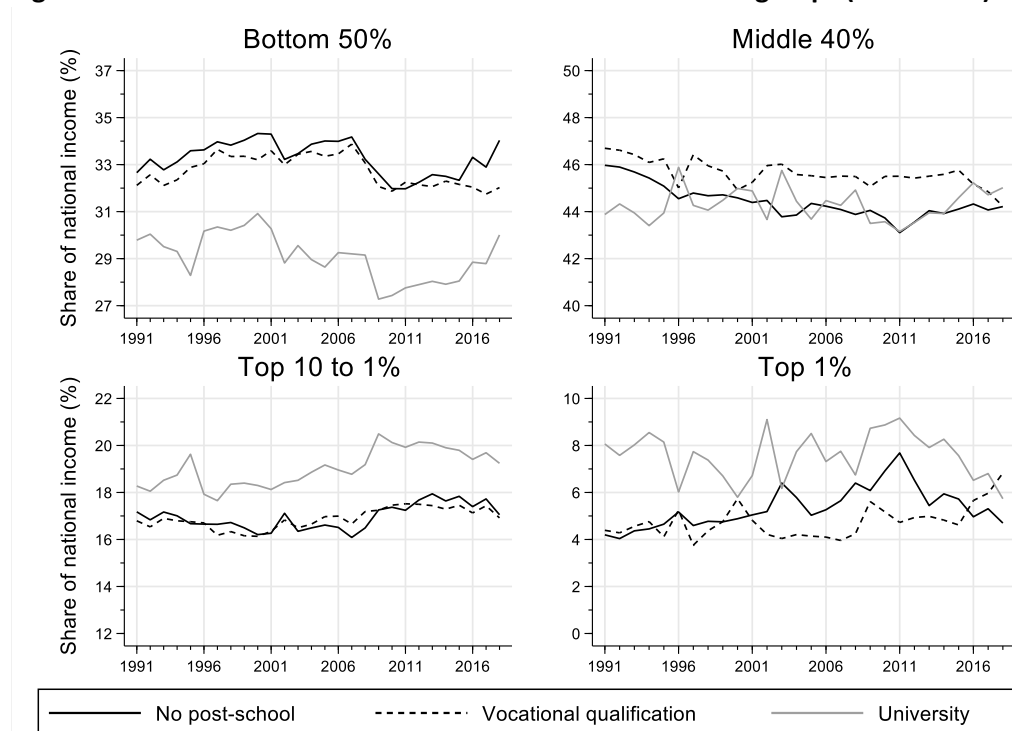 Bottom 50%
Middle 40%
Share of national income (%)
37
35
33
31
29
27
1991 1996 2001 2006 2011 2016
50
48
46
44
42
40
1991 1996 2001 2006 2011 2016
Top 10 to 1%
Top 1%
Share of national income (%)
22
20
18
16
14
12
1991 1996 2001 2006 2011 2016
10
8
6
4
2
0
1991 1996 2001 2006 2011 2016
No post-school Vocational qualification University